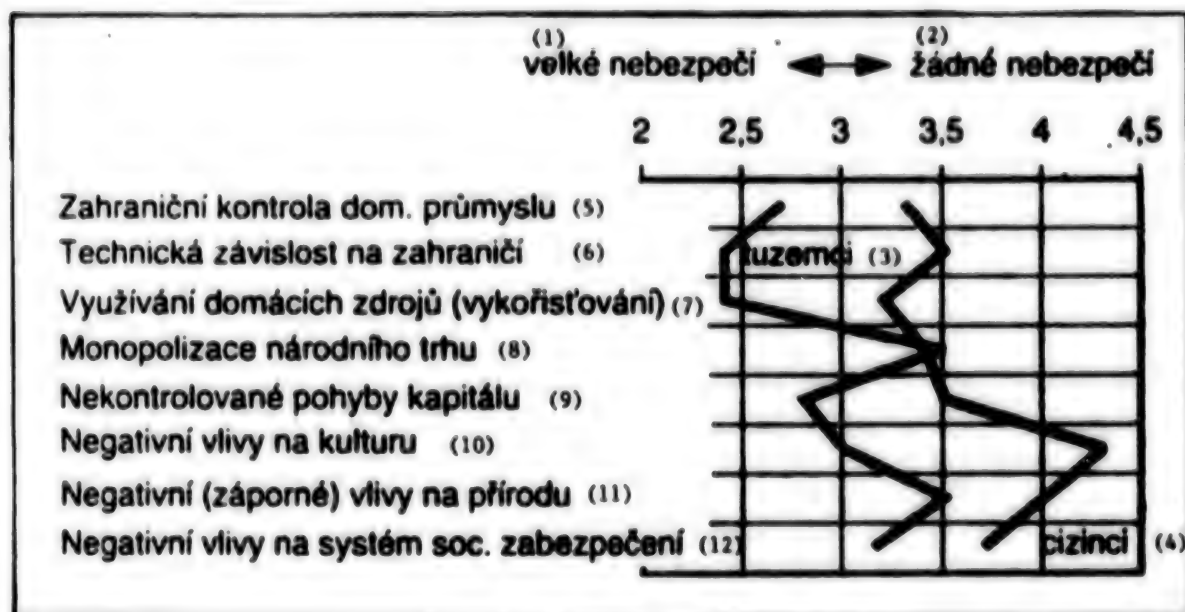 (1) (2)
velké nebezpečí žádné nebezpečí
2 2,5 3 3,5 4 4,5
Zahraniční kontrola dom. průmyslu (5)
Technická závislost na zahraničí (6) tuzemci (3)
Využívání domácích zdrojů (vykořisťování) (7)
Monopolizace národního trhu (8)
Nekontrolované pohyby kapitálu (9)
Negativní vlivy na kulturu (10)
Negativní (záporné) vlivy na přírodu (11)
Negativní vlivy na systém soc. zabezpečení (12) cizinci (4)